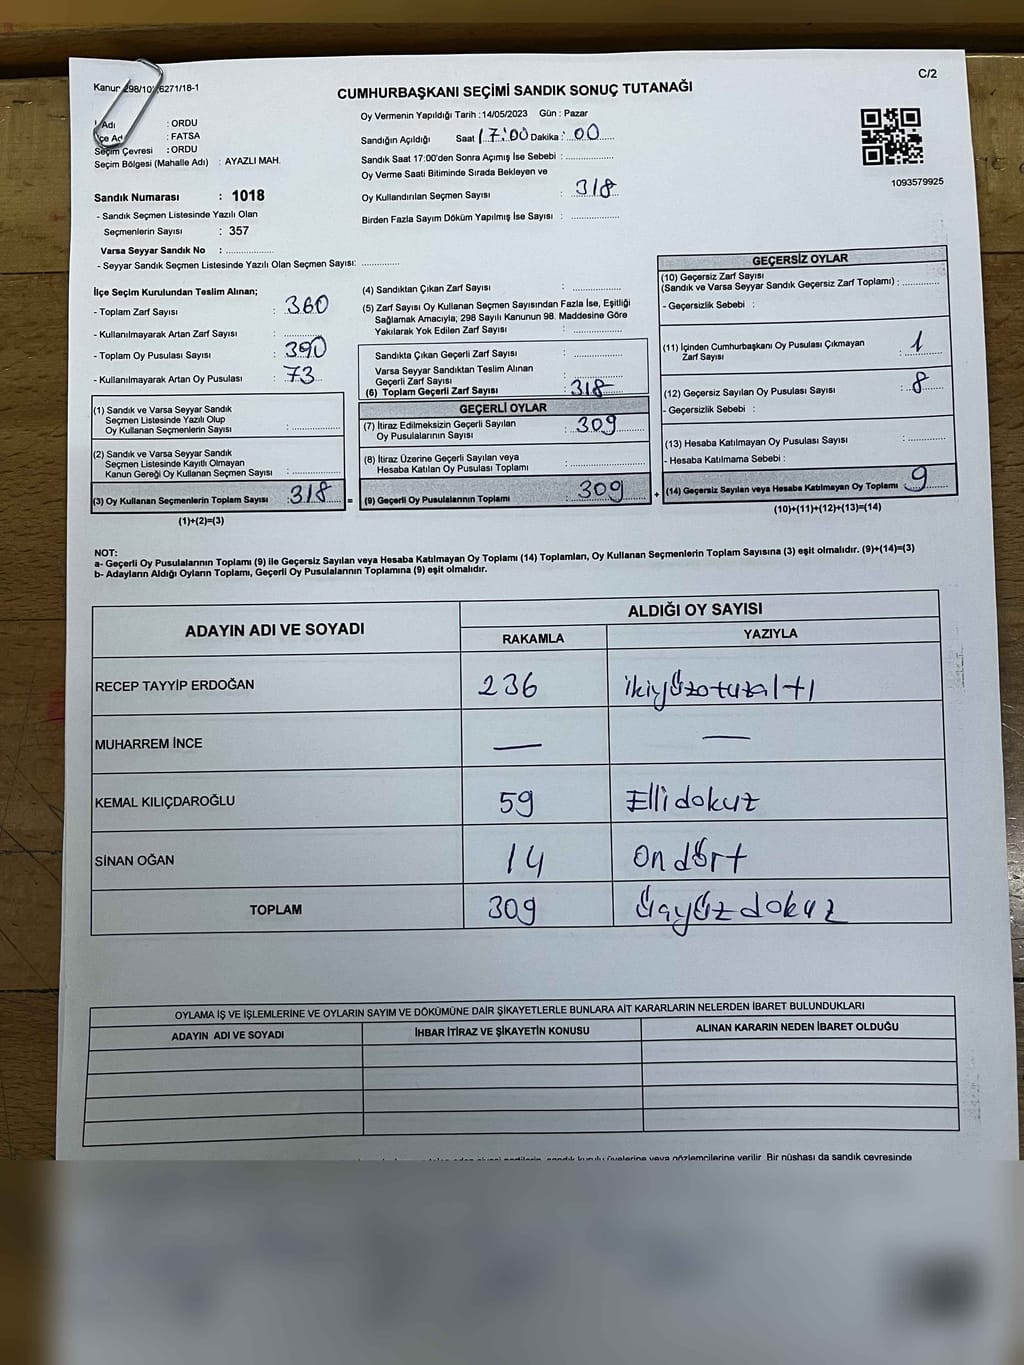 C/2
Kanun 298/10 6271/18-1
CUMHURBAŞKANI SEÇİMİ SANDIK SONUÇ TUTANAĞI
Adı : ORDU
İlçe Adı : FATSA
Seçim Çevresi : ORDU
Seçim Bölgesi (Mahalle Adı) : AYAZLI MAH.
Sandık Numarası : 1018
- Sandık Seçmen Listesinde Yazılı Olan
Seçmenlerin Sayısı : 357
Varsa Seyyar Sandık No : ..............
- Seyyar Sandık Seçmen Listesinde Yazılı Olan Seçmen Sayısı: ............
Oy Vermenin Yapıldığı Tarih :14/05/2023 Gün : Pazar
Sandığın Açıldığı Saat 17:00 Dakika : 00
Sandık Saat 17:00'den Sonra Açımış İse Sebebi : ...............
Oy Verme Saati Bitiminde Sırada Bekleyen ve
Oy Kullandırılan Seçmen Sayısı : 318
Birden Fazla Sayım Döküm Yapılmış İse Sayısı : ...............
1093579925
İlçe Seçim Kurulundan Teslim Alınan;
- Toplam Zarf Sayısı : 360
- Kullanılmayarak Artan Zarf Sayısı : ............
- Toplam Oy Pusulası Sayısı : 390
- Kullanılmayarak Artan Oy Pusulası : 73
(1) Sandık ve Varsa Seyyar Sandık
Seçmen Listesinde Yazılı Olup
Oy Kullanan Seçmenlerin Sayısı : ............
(2) Sandık ve Varsa Seyyar Sandık
Seçmen Listesinde Kayıtlı Olmayan
Kanun Gereği Oy Kullanan Seçmen Sayısı : ............
(3) Oy Kullanan Seçmenlerin Toplam Sayısı 318 =
(1)+(2)=(3)
(4) Sandıktan Çıkan Zarf Sayısı : ............
(5) Zarf Sayısı Oy Kullanan Seçmen Sayısından Fazla İse, Eşitliği
Sağlamak Amacıyla; 298 Sayılı Kanunun 98. Maddesine Göre
Yakılarak Yok Edilen Zarf Sayısı : ............
Sandıkta Çıkan Geçerli Zarf Sayısı : ............
Varsa Seyyar Sandıktan Teslim Alınan
Geçerli Zarf Sayısı : ............
(6) Toplam Geçerli Zarf Sayısı : 318
GEÇERLİ OYLAR
(7) İtiraz Edilmeksizin Geçerli Sayılan
Oy Pusulalarının Sayısı : 309
(8) İtiraz Üzerine Geçerli Sayılan veya
Hesaba Katılan Oy Pusulası Toplamı : ............
(9) Geçerli Oy Pusulalarının Toplamı : 309 +
GEÇERSİZ OYLAR
(10) Geçersiz Zarf Sayısı
(Sandık ve Varsa Seyyar Sandık Geçersiz Zarf Toplamı) : ............
- Geçersizlik Sebebi :
(11) İçinden Cumhurbaşkanı Oy Pusulası Çıkmayan
Zarf Sayısı : 1
(12) Geçersiz Sayılan Oy Pusulası Sayısı : 8
- Geçersizlik Sebebi :
(13) Hesaba Katılmayan Oy Pusulası Sayısı : ............
- Hesaba Katılmama Sebebi :
(14) Geçersiz Sayılan veya Hesaba Katılmayan Oy Toplamı 9
(10)+(11)+(12)+(13)=(14)
NOT:
a- Geçerli Oy Pusulalarının Toplamı (9) ile Geçersiz Sayılan veya Hesaba Katılmayan Oy Toplamı (14) Toplamları, Oy Kullanan Seçmenlerin Toplam Sayısına (3) eşit olmalıdır. (9)+(14)=(3)
b- Adayların Aldığı Oyların Toplamı, Geçerli Oy Pusulalarının Toplamına (9) eşit olmalıdır.
ADAYIN ADI VE SOYADI ALDIĞI OY SAYISI
RAKAMLA YAZIYLA
RECEP TAYYİP ERDOĞAN 236 ikiyüzotuzaltı
MUHARREM İNCE — —
KEMAL KILIÇDAROĞLU 59 Elli dokuz
SİNAN OĞAN 14 On dört
TOPLAM 309 Üçyüz dokuz
OYLAMA İŞ VE İŞLEMLERİNE VE OYLARIN SAYIM VE DÖKÜMÜNE DAİR ŞİKAYETLERLE BUNLARA AİT KARARLARIN NELERDEN İBARET BULUNDUKLARI
ADAYIN ADI VE SOYADI İHBAR İTİRAZ VE ŞİKAYETİN KONUSU ALINAN KARARIN NEDEN İBARET OLDUĞU
sandık kurulu üyelerine veya gözlemcilerine verilir. Bir nüshası da sandık çevresinde